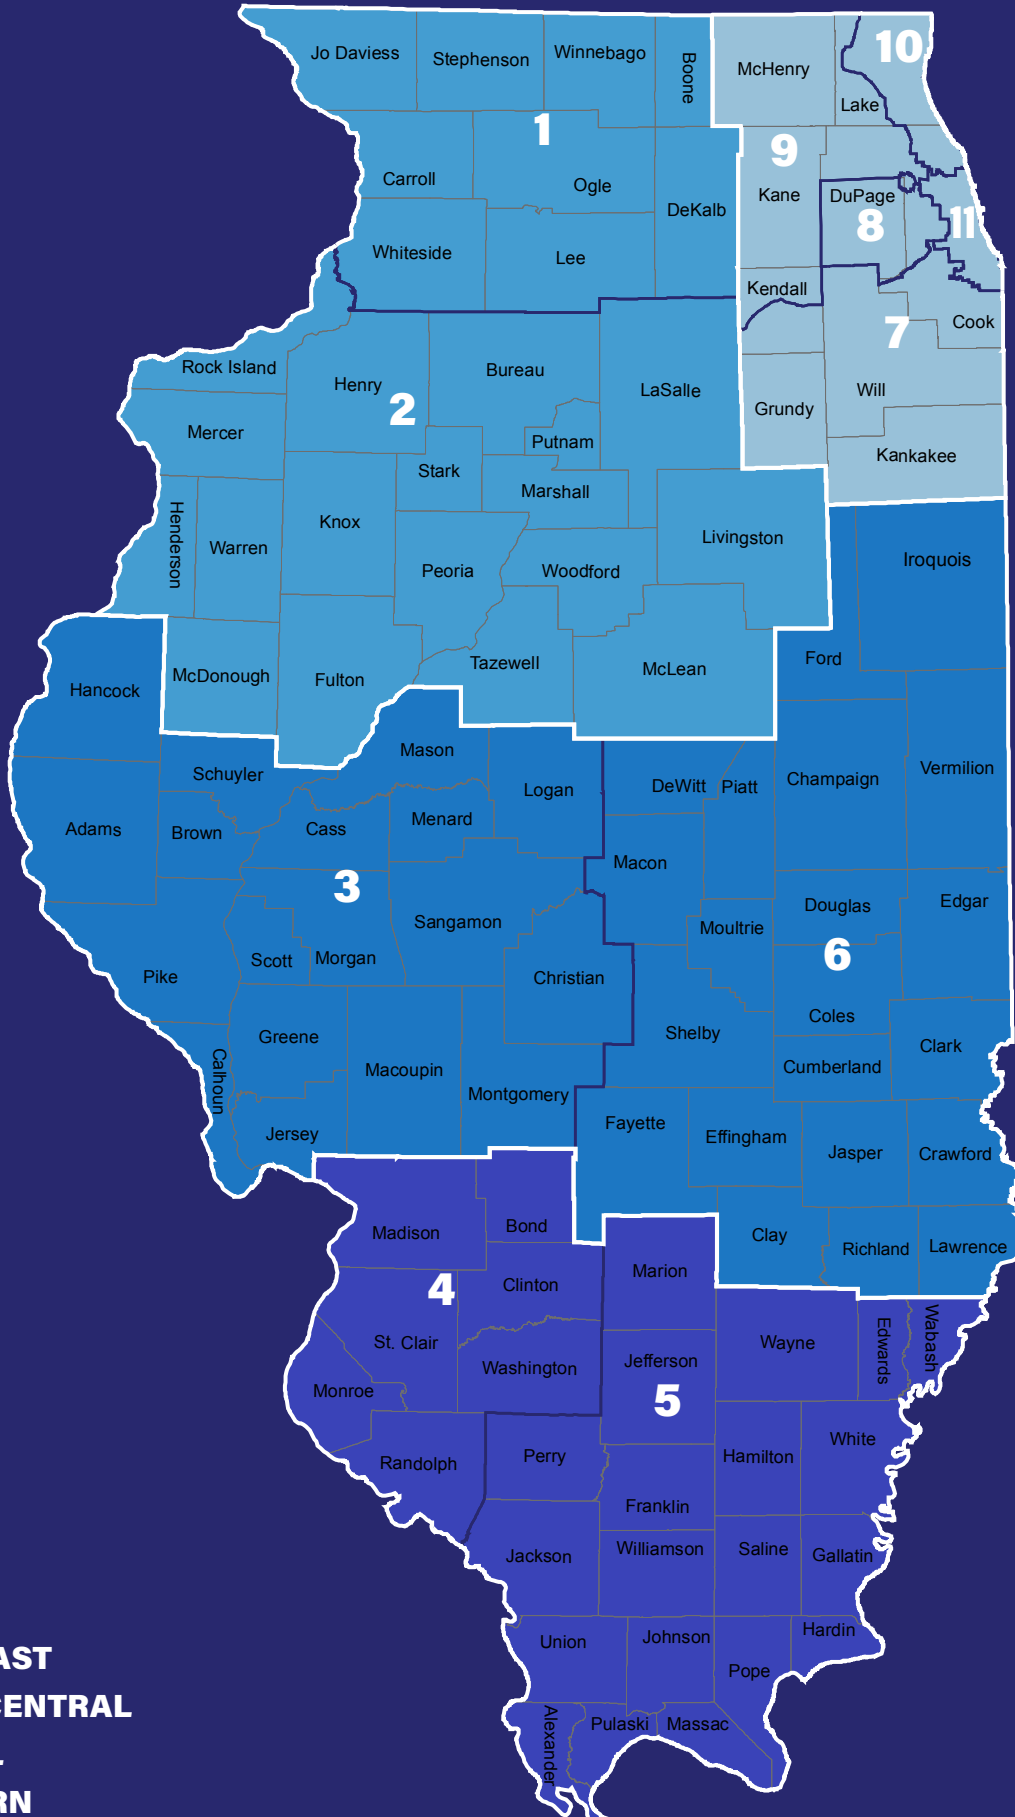 10
Jo Daviess
Stephenson
Winnebago
Boone
McHenry
Lake
1
9
Carroll
Ogle
DeKalb
Kane
DuPage
8
11
Whiteside
Lee
Kendall
7
Cook
Rock Island
Henry
2
Bureau
LaSalle
Will
Grundy
Mercer
Putnam
Kankakee
Stark
Marshall
Henderson
Warren
Knox
Peoria
Woodford
Livingston
Iroquois
McDonough
Fulton
Tazewell
McLean
Ford
Hancock
Mason
Schuyler
Logan
DeWitt
Piatt
Champaign
Vermilion
Adams
Brown
Cass
Menard
Macon
3
Sangamon
Moultrie
Douglas
Edgar
6
Scott
Morgan
Christian
Pike
Coles
Greene
Shelby
Clark
Calhoun
Macoupin
Montgomery
Cumberland
Jersey
Fayette
Effingham
Jasper
Crawford
Madison
Bond
Clay
Richland
Lawrence
4
Clinton
Marion
St. Clair
Washington
Jefferson
5
Wayne
Edwards
Wabash
Monroe
Randolph
Perry
Hamilton
White
Franklin
Jackson
Williamson
Saline
Gallatin
Union
Johnson
Hardin
Pope
Alexander
Pulaski
Massac
AST
CENTRAL
RN